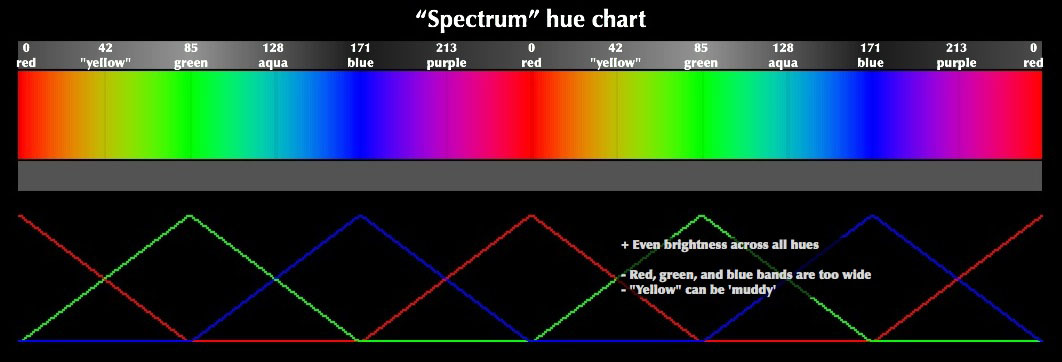 “Spectrum” hue chart
0 42 85 128 171 213 0 42 85 128 171 213 0
red "yellow" green aqua blue purple red "yellow" green aqua blue purple red
+ Even brightness across all hues
- Red, green, and blue bands are too wide
- "Yellow" can be 'muddy'